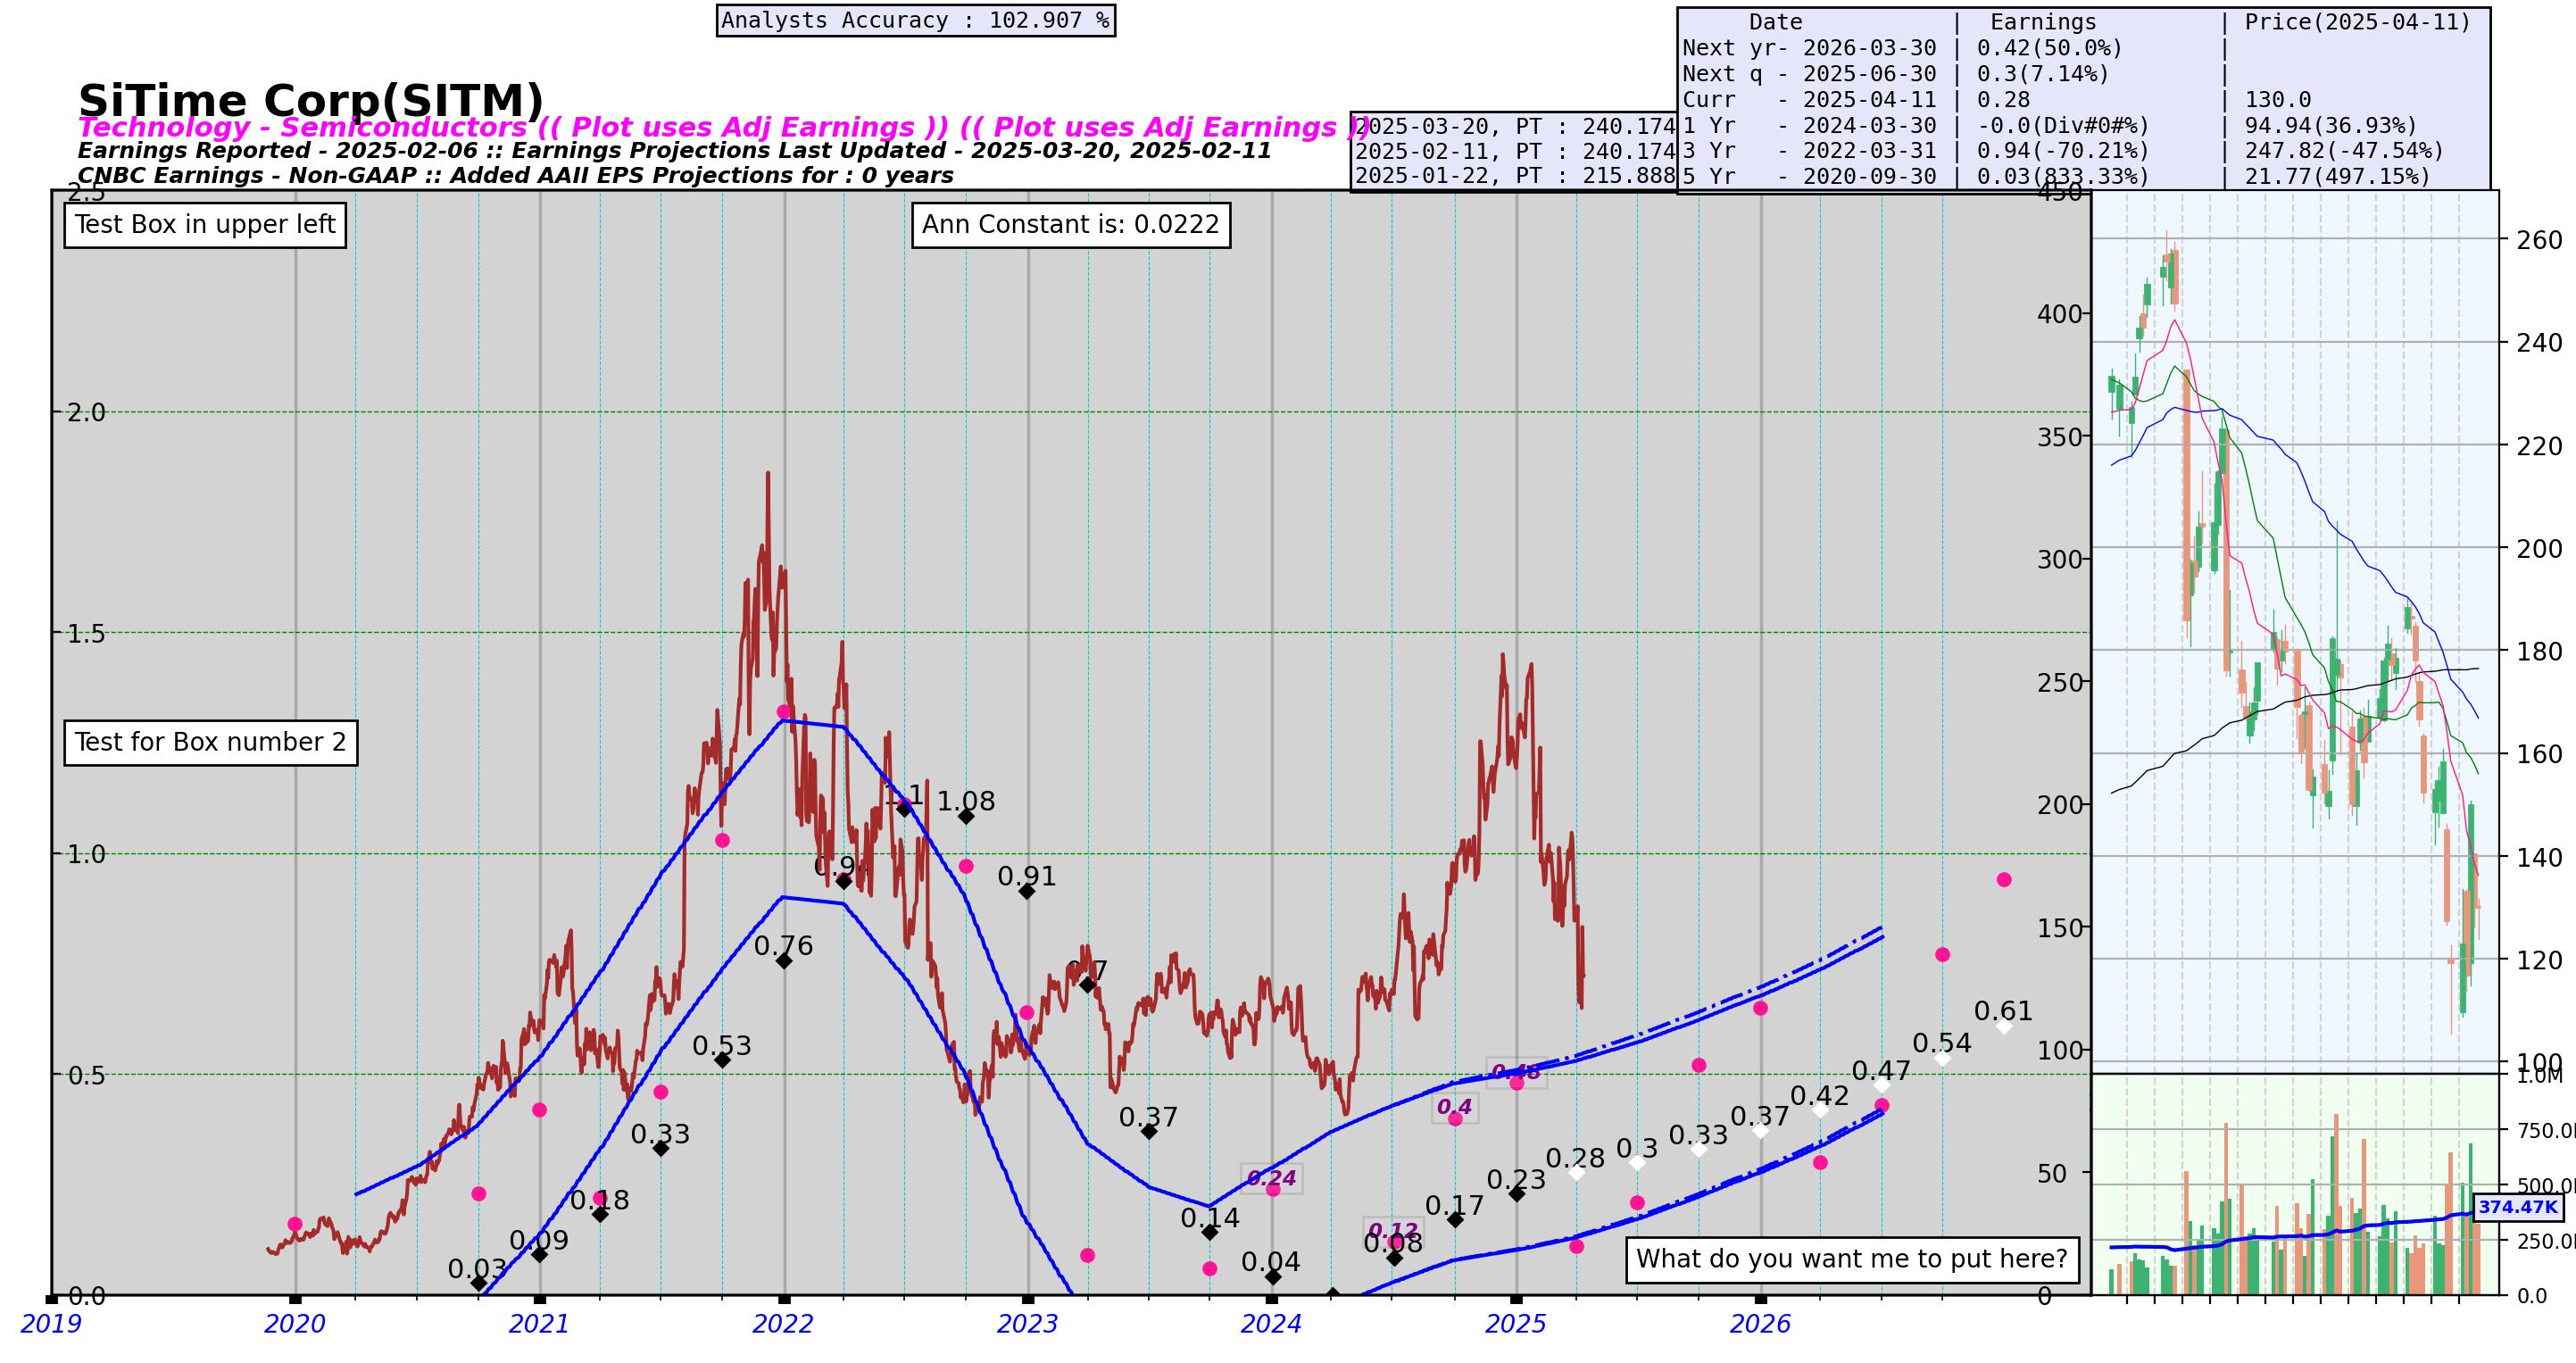 Analysts Accuracy : 102.907 %
Date | Earnings | Price(2025-04-11)
Next yr- 2026-03-30 | 0.42(50.0%) |
Next q - 2025-06-30 | 0.3(7.14%) |
Curr - 2025-04-11 | 0.28 | 130.0
1 Yr - 2024-03-30 | -0.0(Div#0#%) | 94.94(36.93%)
3 Yr - 2022-03-31 | 0.94(-70.21%) | 247.82(-47.54%)
5 Yr - 2020-09-30 | 0.03(833.33%) | 21.77(497.15%)
SiTime Corp(SITM)
Technology - Semiconductors (( Plot uses Adj Earnings )) (( Plot uses Adj Earnings ))
Earnings Reported - 2025-02-06 :: Earnings Projections Last Updated - 2025-03-20, 2025-02-11
CNBC Earnings - Non-GAAP :: Added AAII EPS Projections for : 0 years
2025-03-20, PT : 240.174
2025-02-11, PT : 240.174
2025-01-22, PT : 215.888
Test Box in upper left
Ann Constant is: 0.0222
Test for Box number 2
What do you want me to put here?
2.5
2.0
1.5
1.0
0.5
0.0
0.03
0.09
0.18
0.33
0.53
0.76
0.94
1.1
1.08
0.91
0.7
0.37
0.14
0.04
0.24
0.12
0.08
0.4
0.17
0.48
0.23
0.28
0.3
0.33
0.37
0.42
0.47
0.54
0.61
450
400
350
300
250
200
150
100
50
0
260
240
220
200
180
160
140
120
100
1.0M
750.0
500.0
374.47K
250.0
0.0
2019 2020 2021 2022 2023 2024 2025 2026